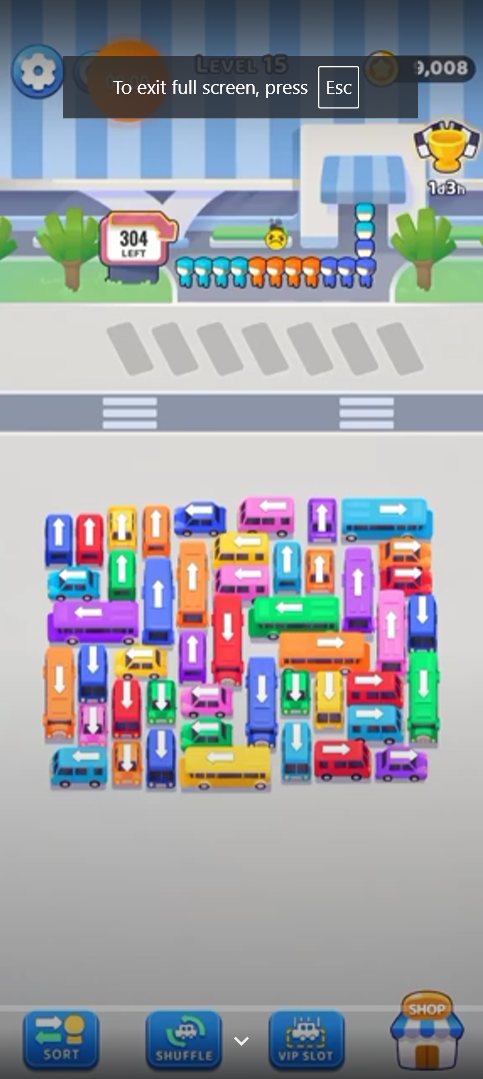 LEVEL 15
9,008
To exit full screen, press Esc
1d3h
304
LEFT
SHOP
SORT
SHUFFLE
VIP SLOT